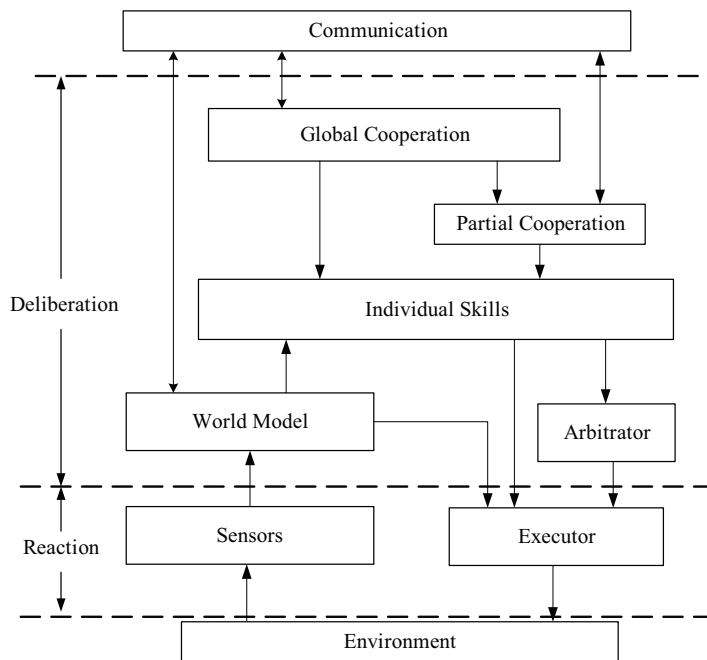 Communication
Global Cooperation
Partial Cooperation
Individual Skills
Deliberation
World Model
Arbitrator
Sensors
Executor
Reaction
Environment